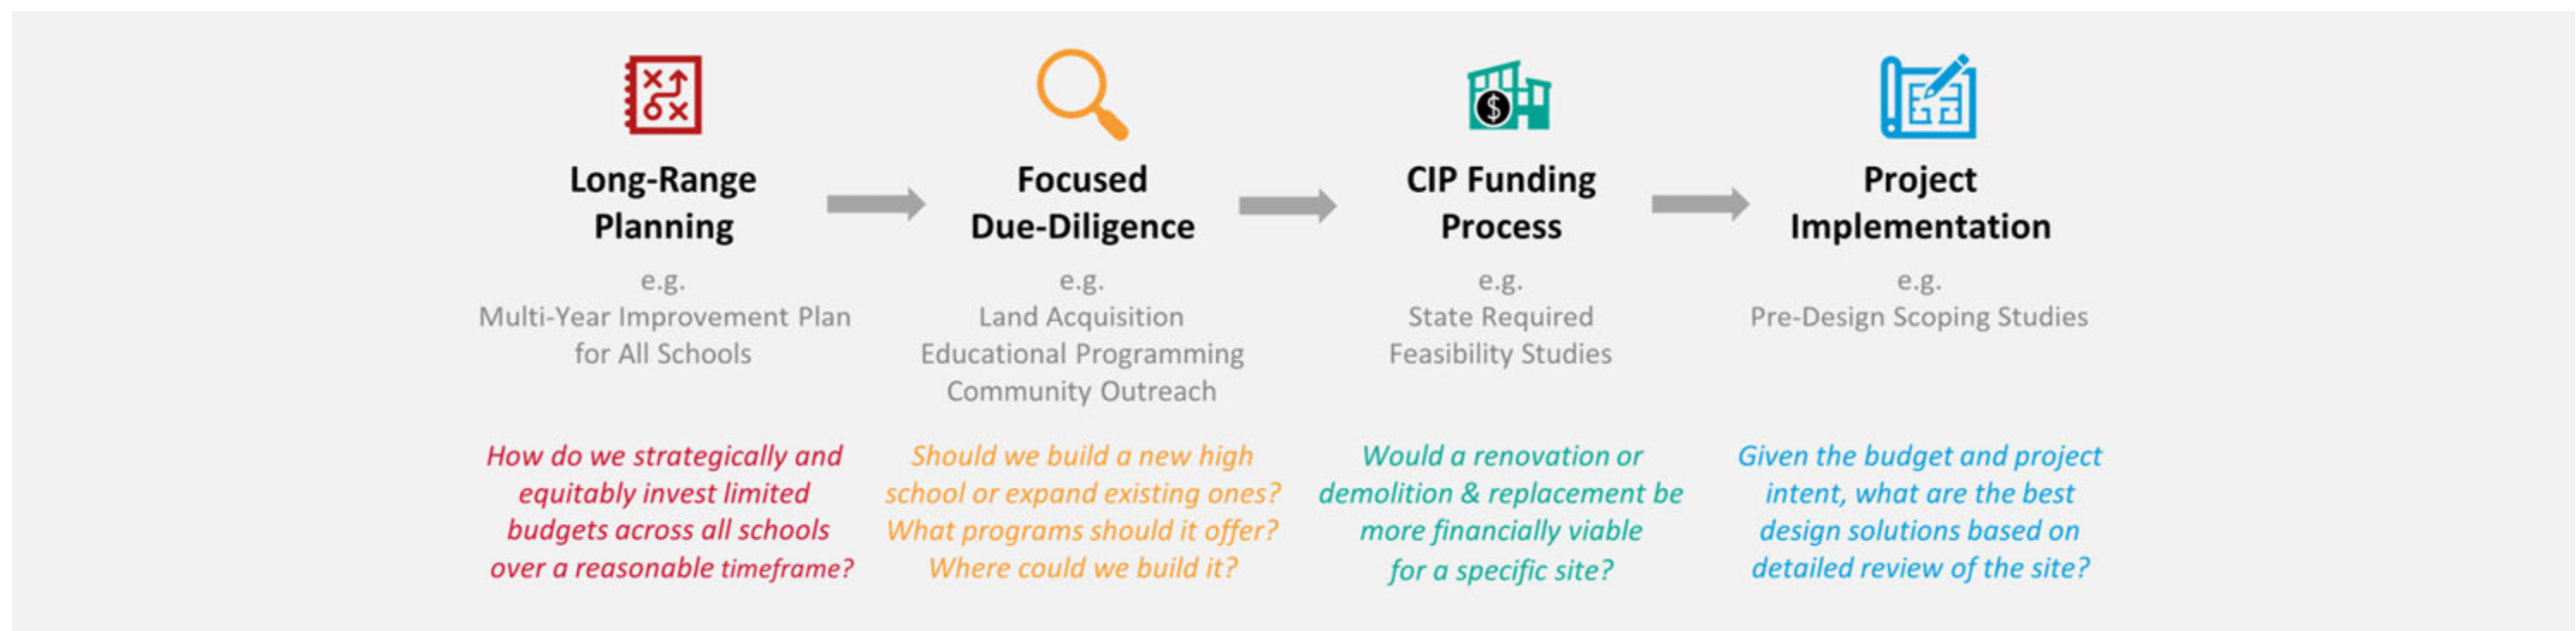 Long-Range
Planning
e.g.
Multi-Year Improvement Plan
for All Schools
How do we strategically and
equitably invest limited
budgets across all schools
over a reasonable timeframe?
Focused
Due-Diligence
e.g.
Land Acquisition
Educational Programming
Community Outreach
Should we build a new high
school or expand existing ones?
What programs should it offer?
Where could we build it?
$
CIP Funding
Process
e.g.
State Required
Feasibility Studies
Would a renovation or
demolition & replacement be
more financially viable
for a specific site?
Project
Implementation
e.g.
Pre-Design Scoping Studies
Given the budget and project
intent, what are the best
design solutions based on
detailed review of the site?